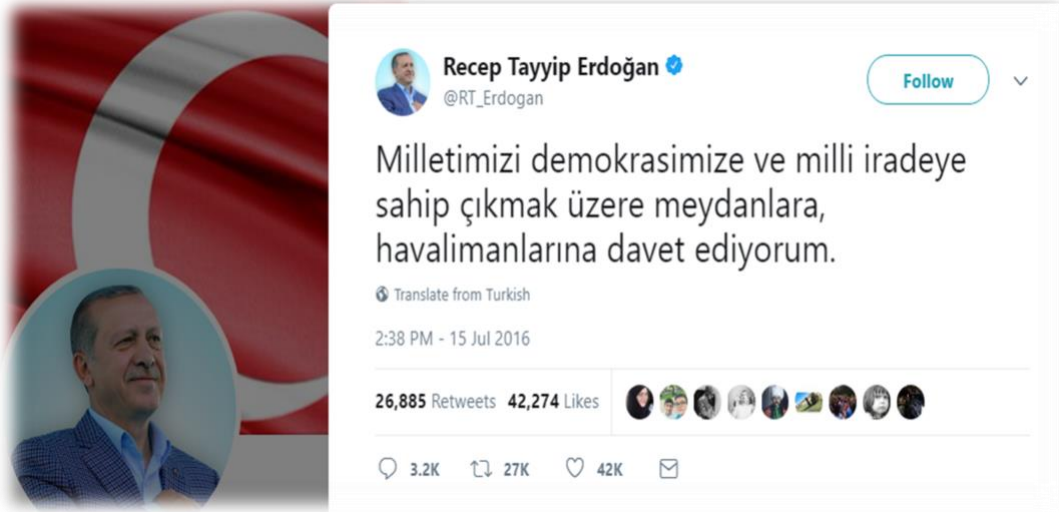 Recep Tayyip Erdoğan
@RT_Erdogan
Follow
Milletimizi demokrasimize ve milli iradeye
sahip çıkmak üzere meydanlara,
havalimanlarına davet ediyorum.
Translate from Turkish
2:38 PM - 15 Jul 2016
26,885 Retweets 42,274 Likes
3.2K 27K 42K